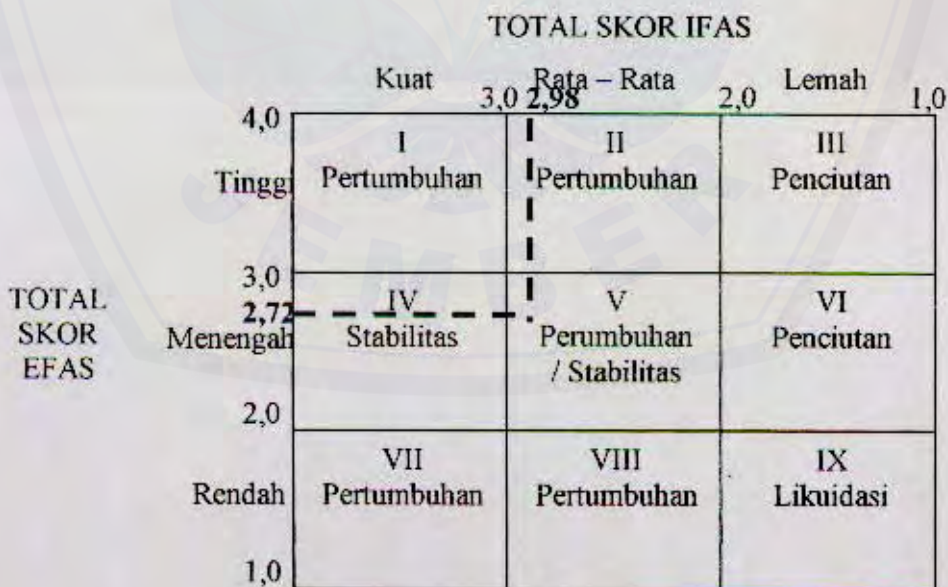 TOTAL SKOR IFAS
Kuat Rata – Rata Lemah
3,0 2,98 2,0 1,0
4,0
Tinggi
I
Pertumbuhan
II
Pertumbuhan
III
Penciutan
3,0
TOTAL
SKOR
EFAS
2,72
Menengah
IV
Stabilitas
V
Perumbuhan
/ Stabilitas
VI
Penciutan
2,0
Rendah
VII
Pertumbuhan
VIII
Pertumbuhan
IX
Likuidasi
1,0